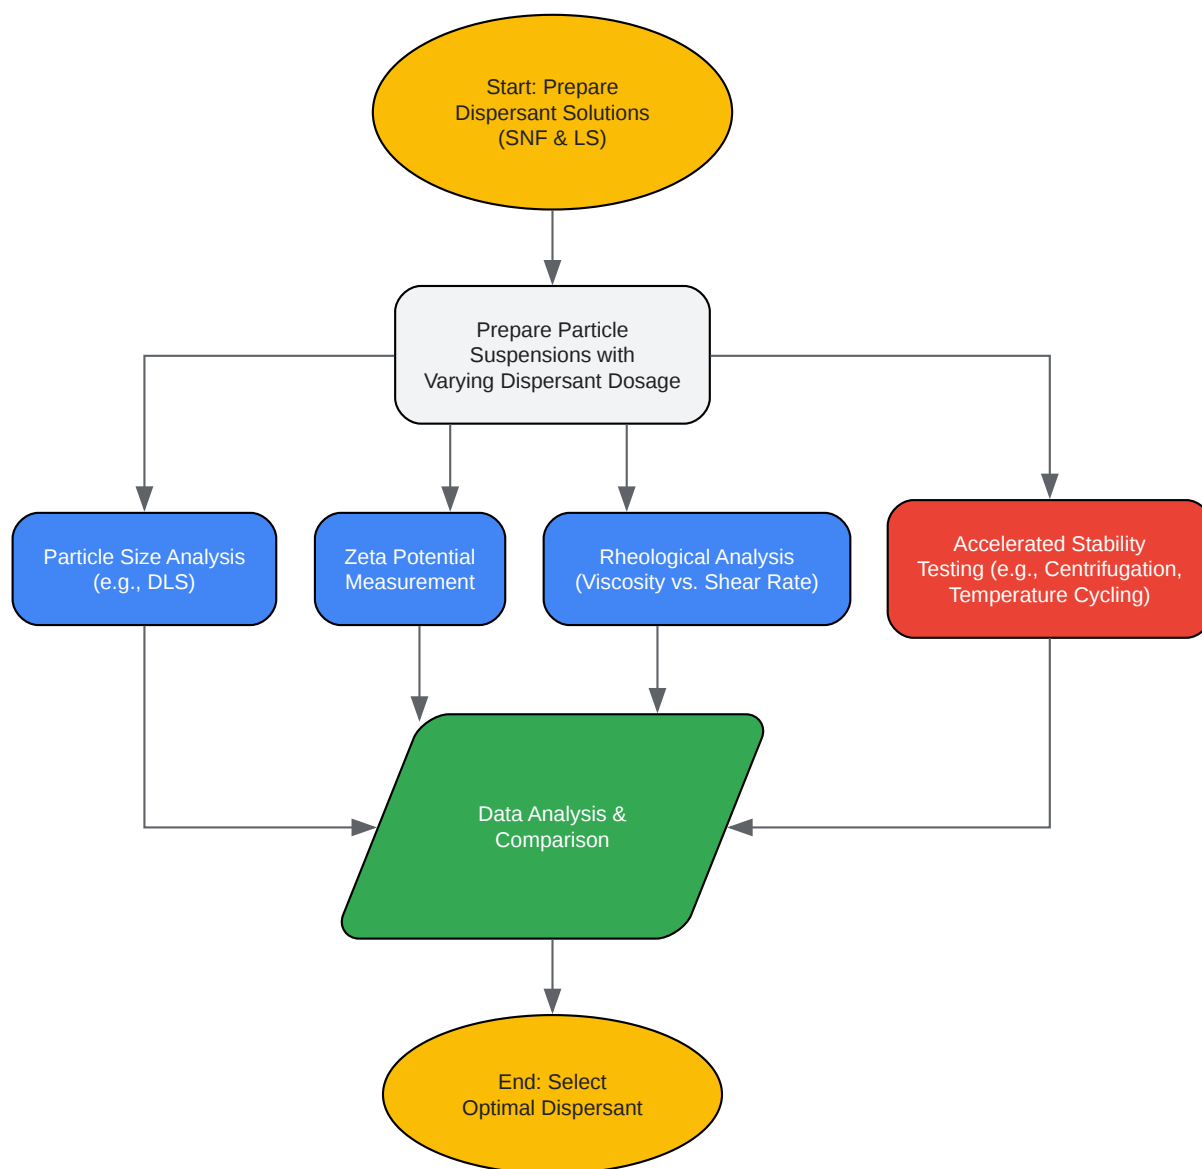 Start: Prepare
Dispersant Solutions
(SNF & LS)
Prepare Particle
Suspensions with
Varying Dispersant Dosage
Particle Size Analysis
(e.g., DLS)
Zeta Potential
Measurement
Rheological Analysis
(Viscosity vs. Shear Rate)
Accelerated Stability
Testing (e.g., Centrifugation,
Temperature Cycling)
Data Analysis &
Comparison
End: Select
Optimal Dispersant